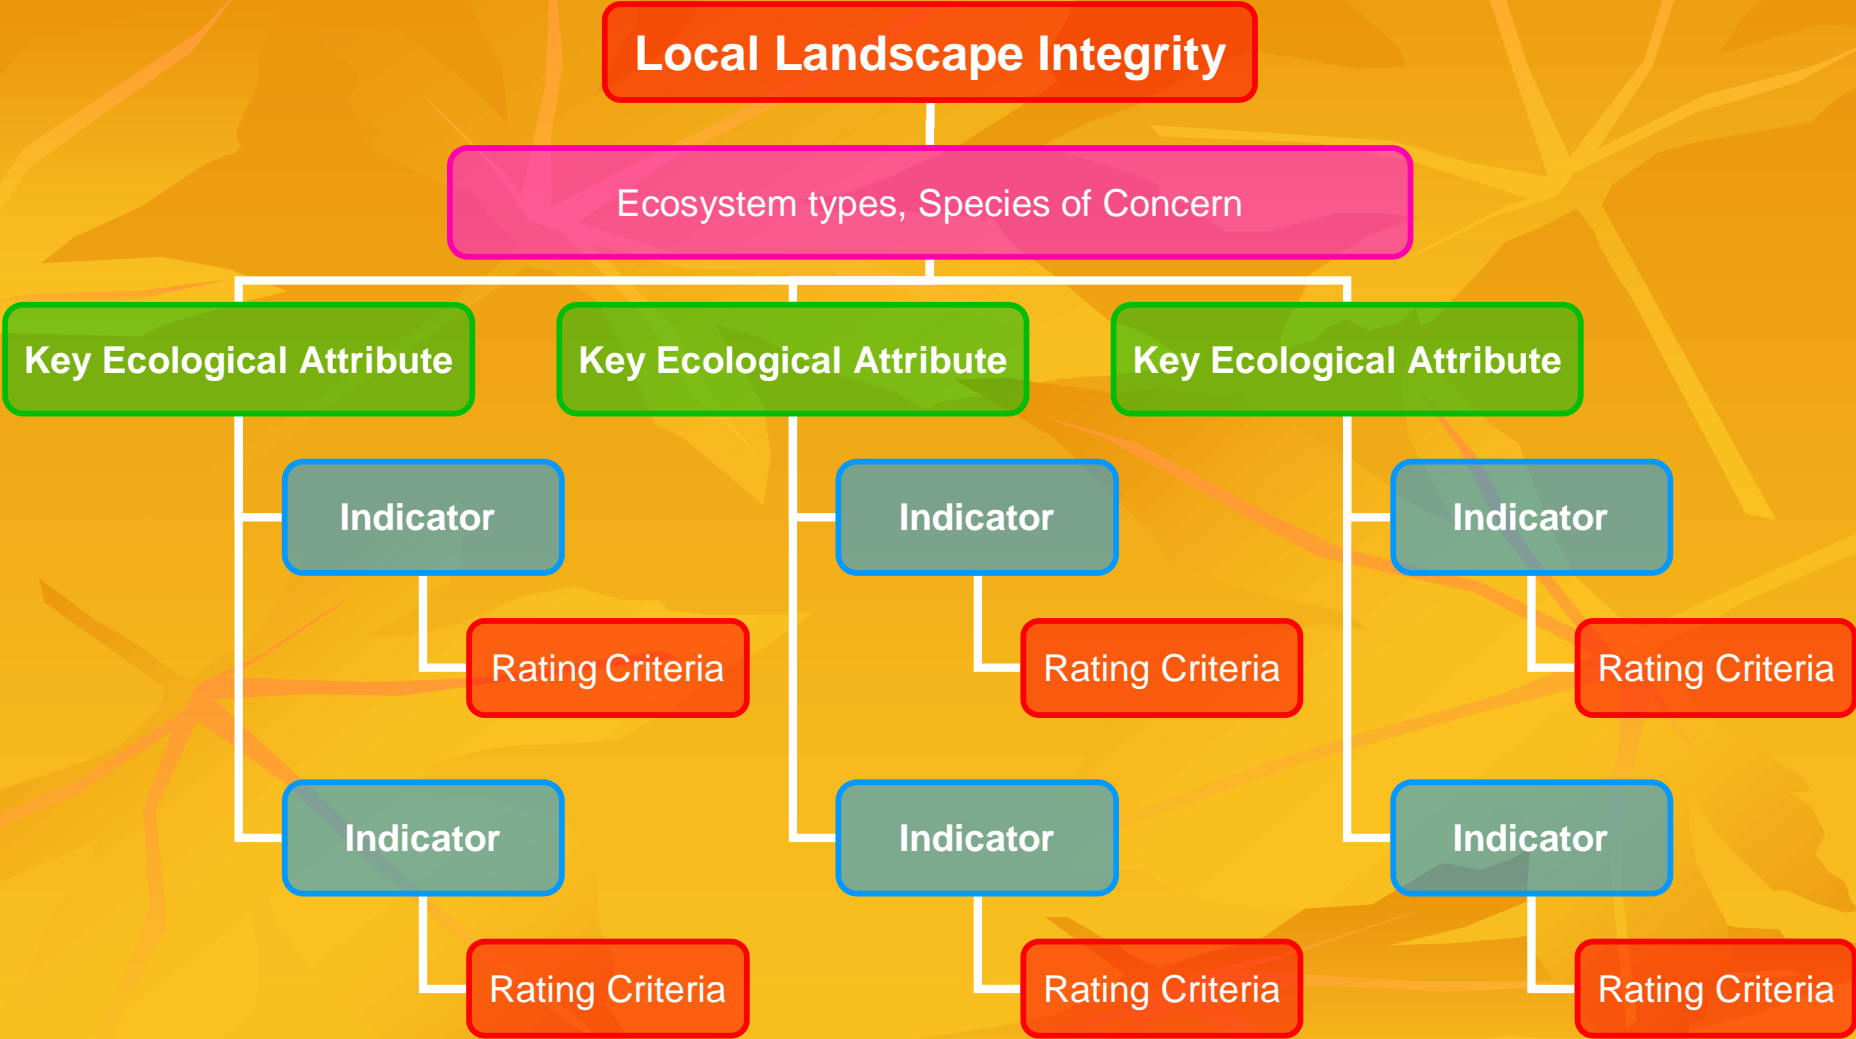 Local Landscape Integrity
Ecosystem types, Species of Concern
Key Ecological Attribute
Key Ecological Attribute
Key Ecological Attribute
Indicator
Indicator
Indicator
Rating Criteria
Rating Criteria
Rating Criteria
Indicator
Indicator
Indicator
Rating Criteria
Rating Criteria
Rating Criteria